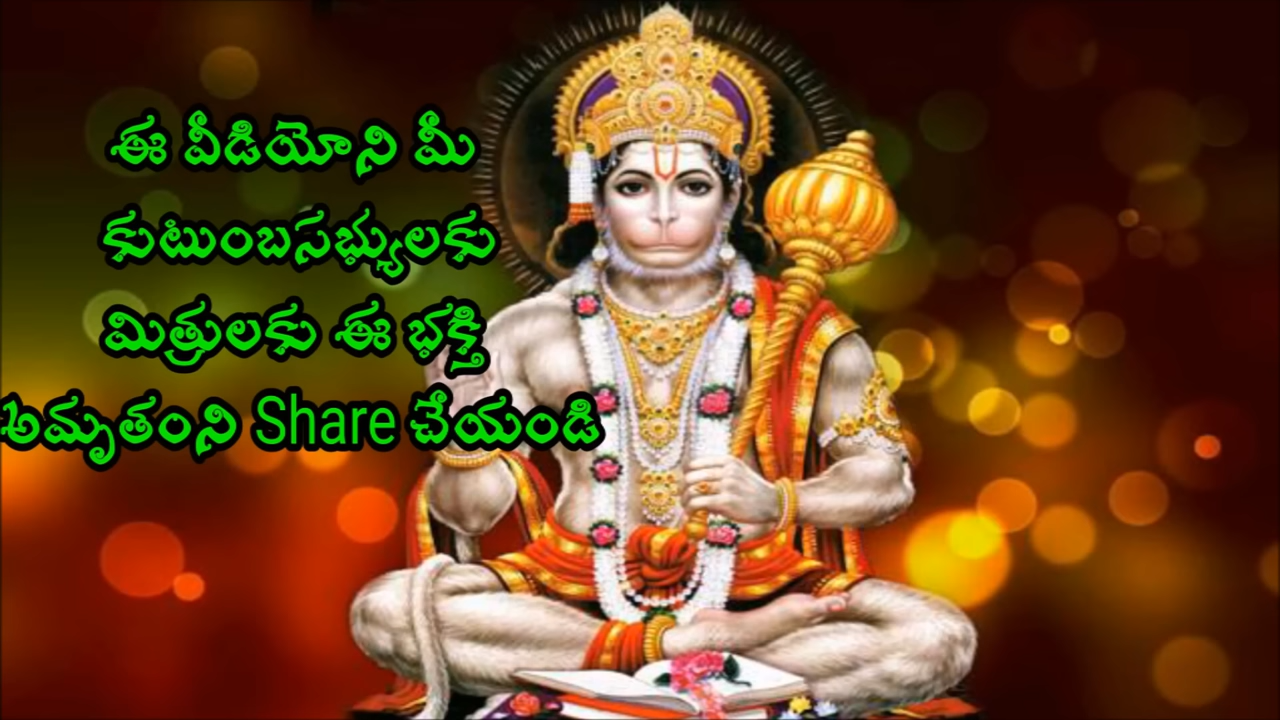 ఈ వీడియోని మీ
కుటుంబసభ్యులకు
మిత్రులకు ఈ భక్తి
అమృతంని Share చేయండి